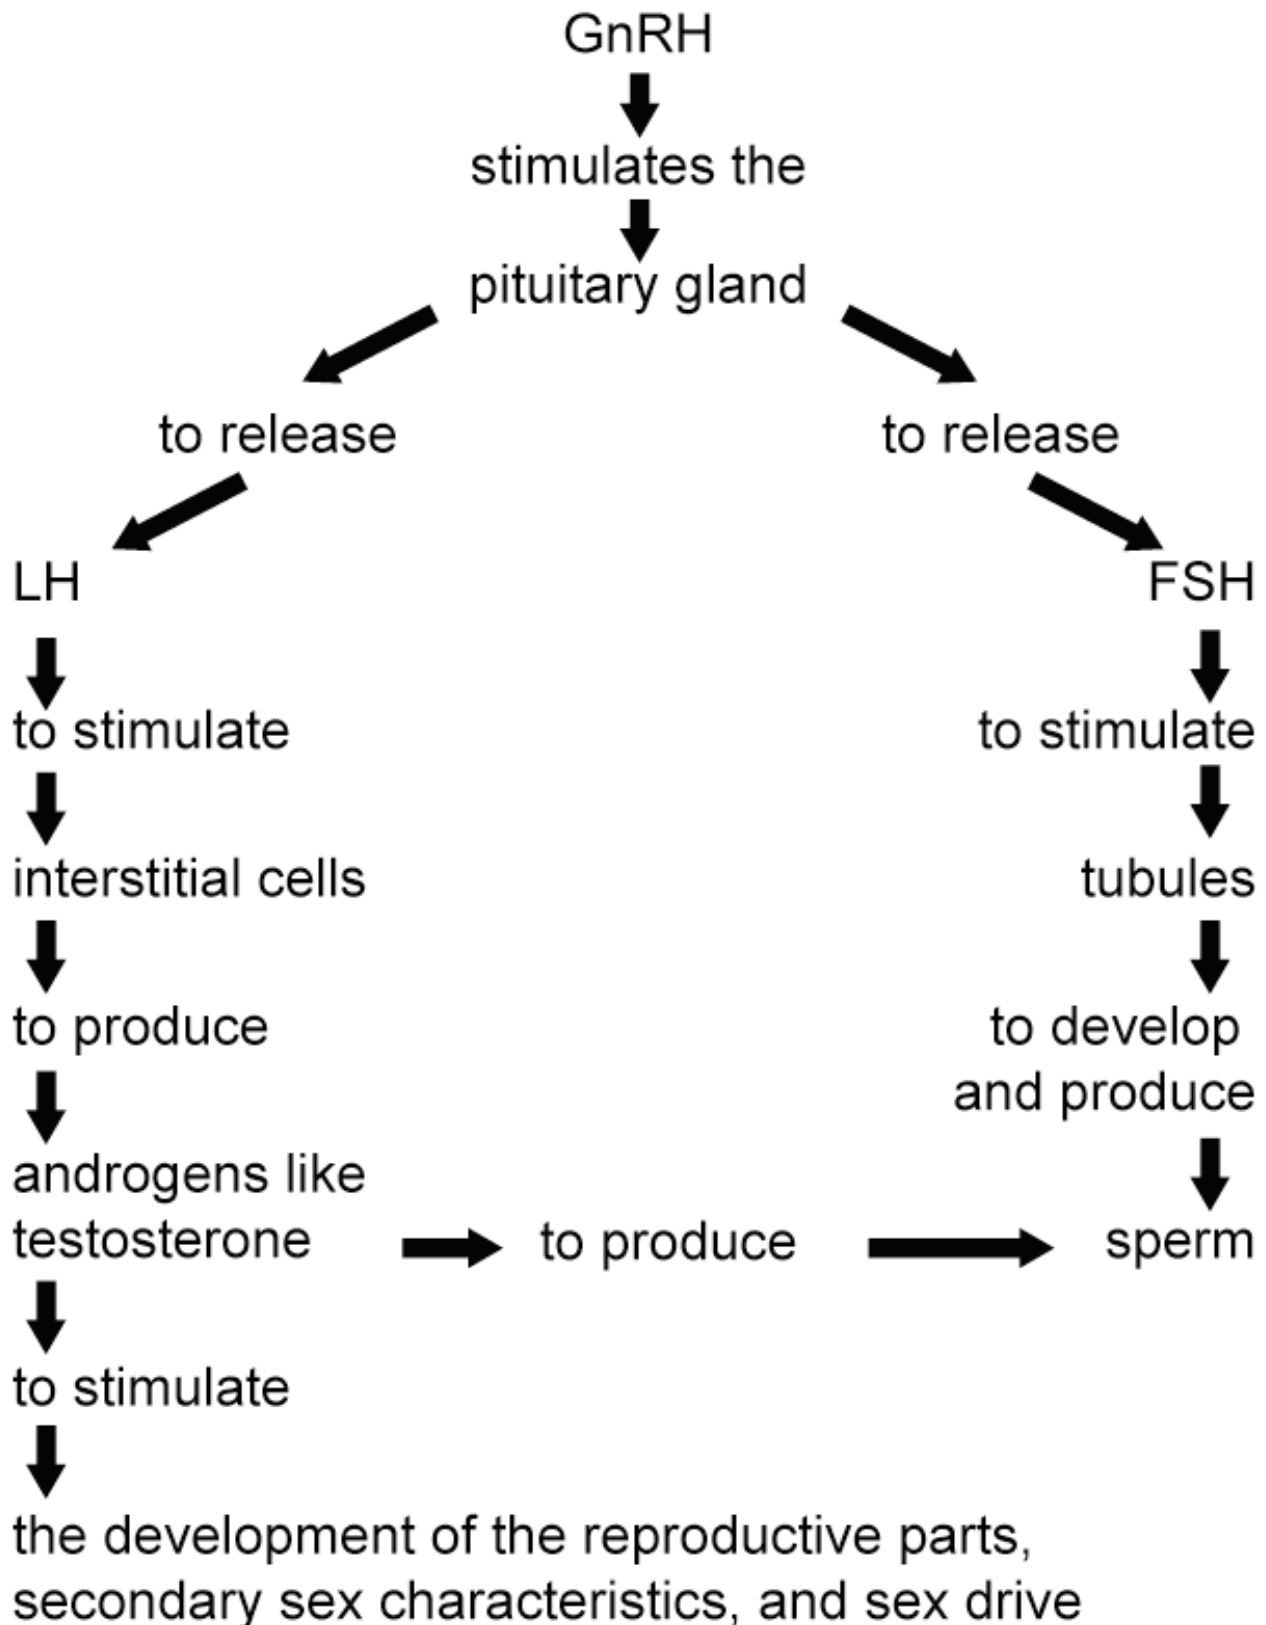 GnRH
stimulates the
pituitary gland
to release
to release
LH
FSH
to stimulate
to stimulate
interstitial cells
tubules
to produce
to develop
and produce
androgens like
testosterone
to produce
sperm
to stimulate
the development of the reproductive parts,
secondary sex characteristics, and sex drive